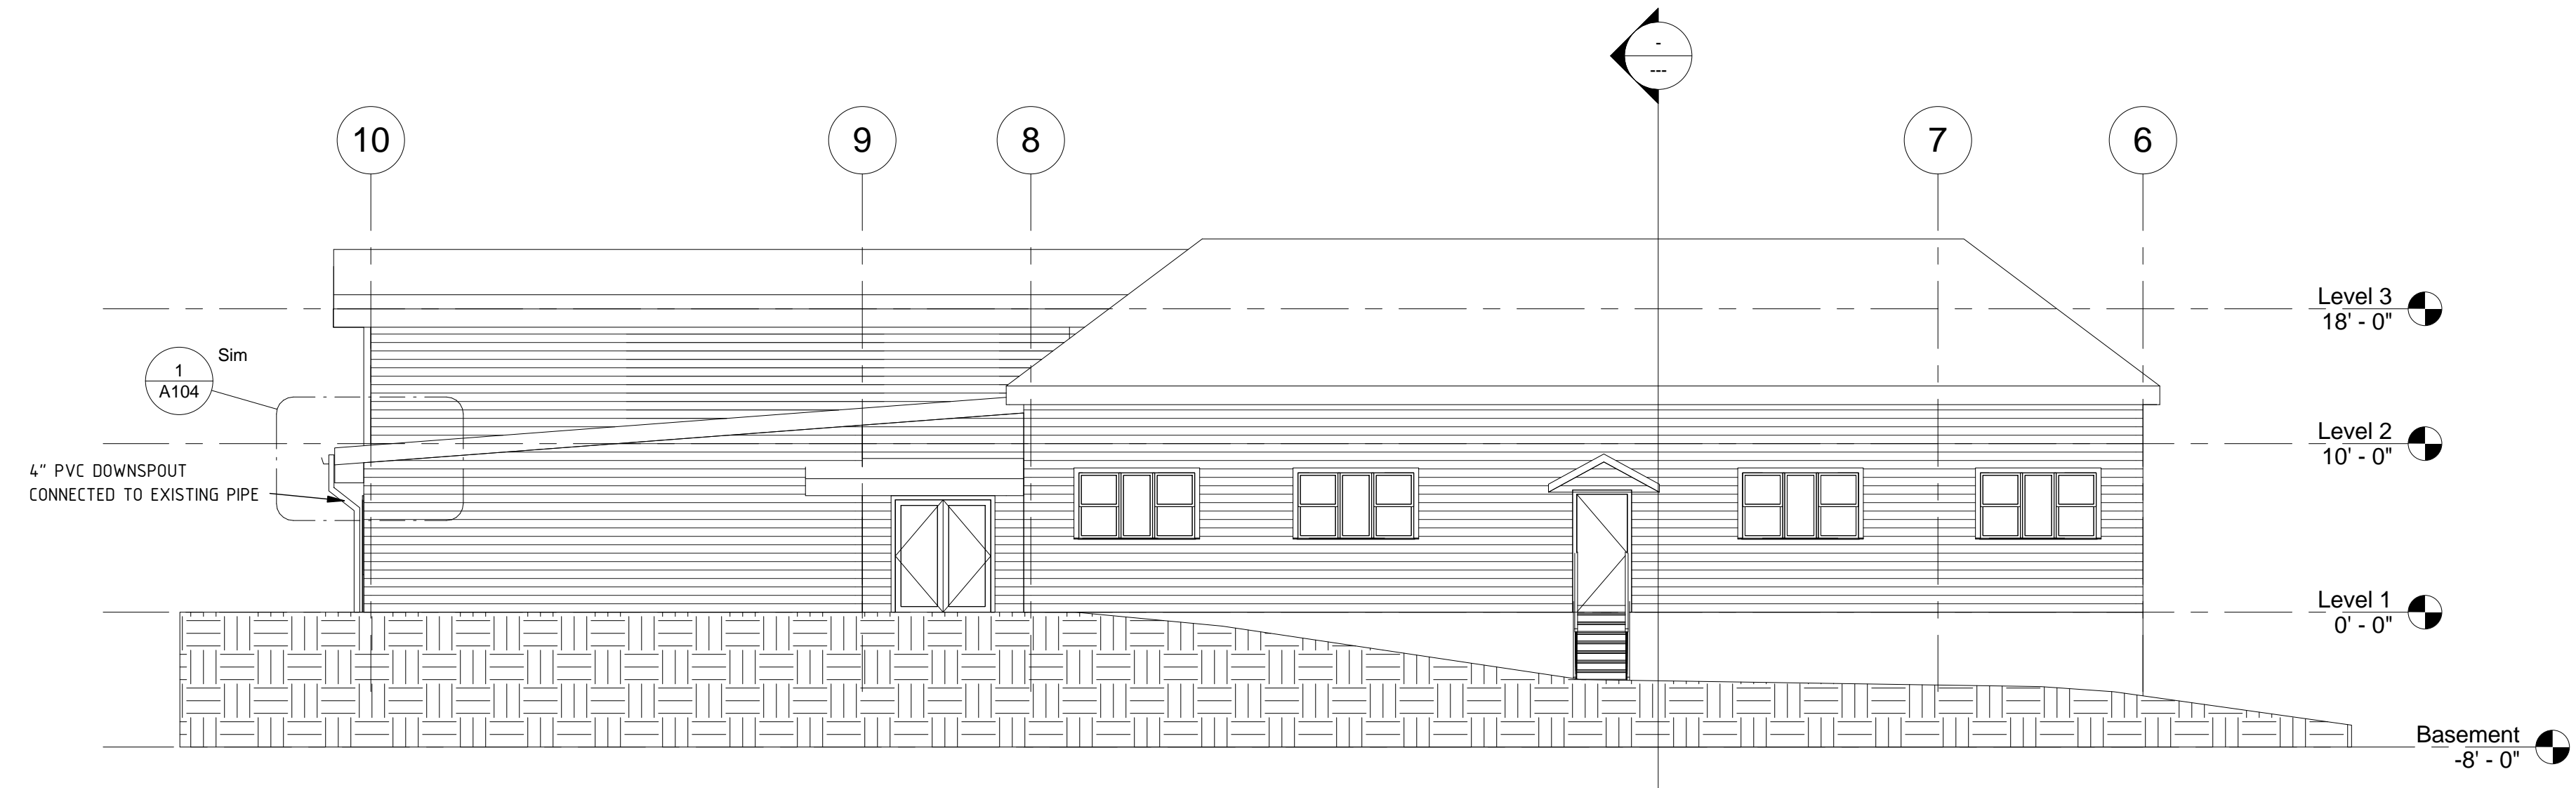 -
---
10
9
8
7
6
Level 3
18' - 0"
Sim
1
A104
Level 2
10' - 0"
4" PVC DOWNSPOUT
CONNECTED TO EXISTING PIPE
Level 1
0' - 0"
Basement
-8' - 0"